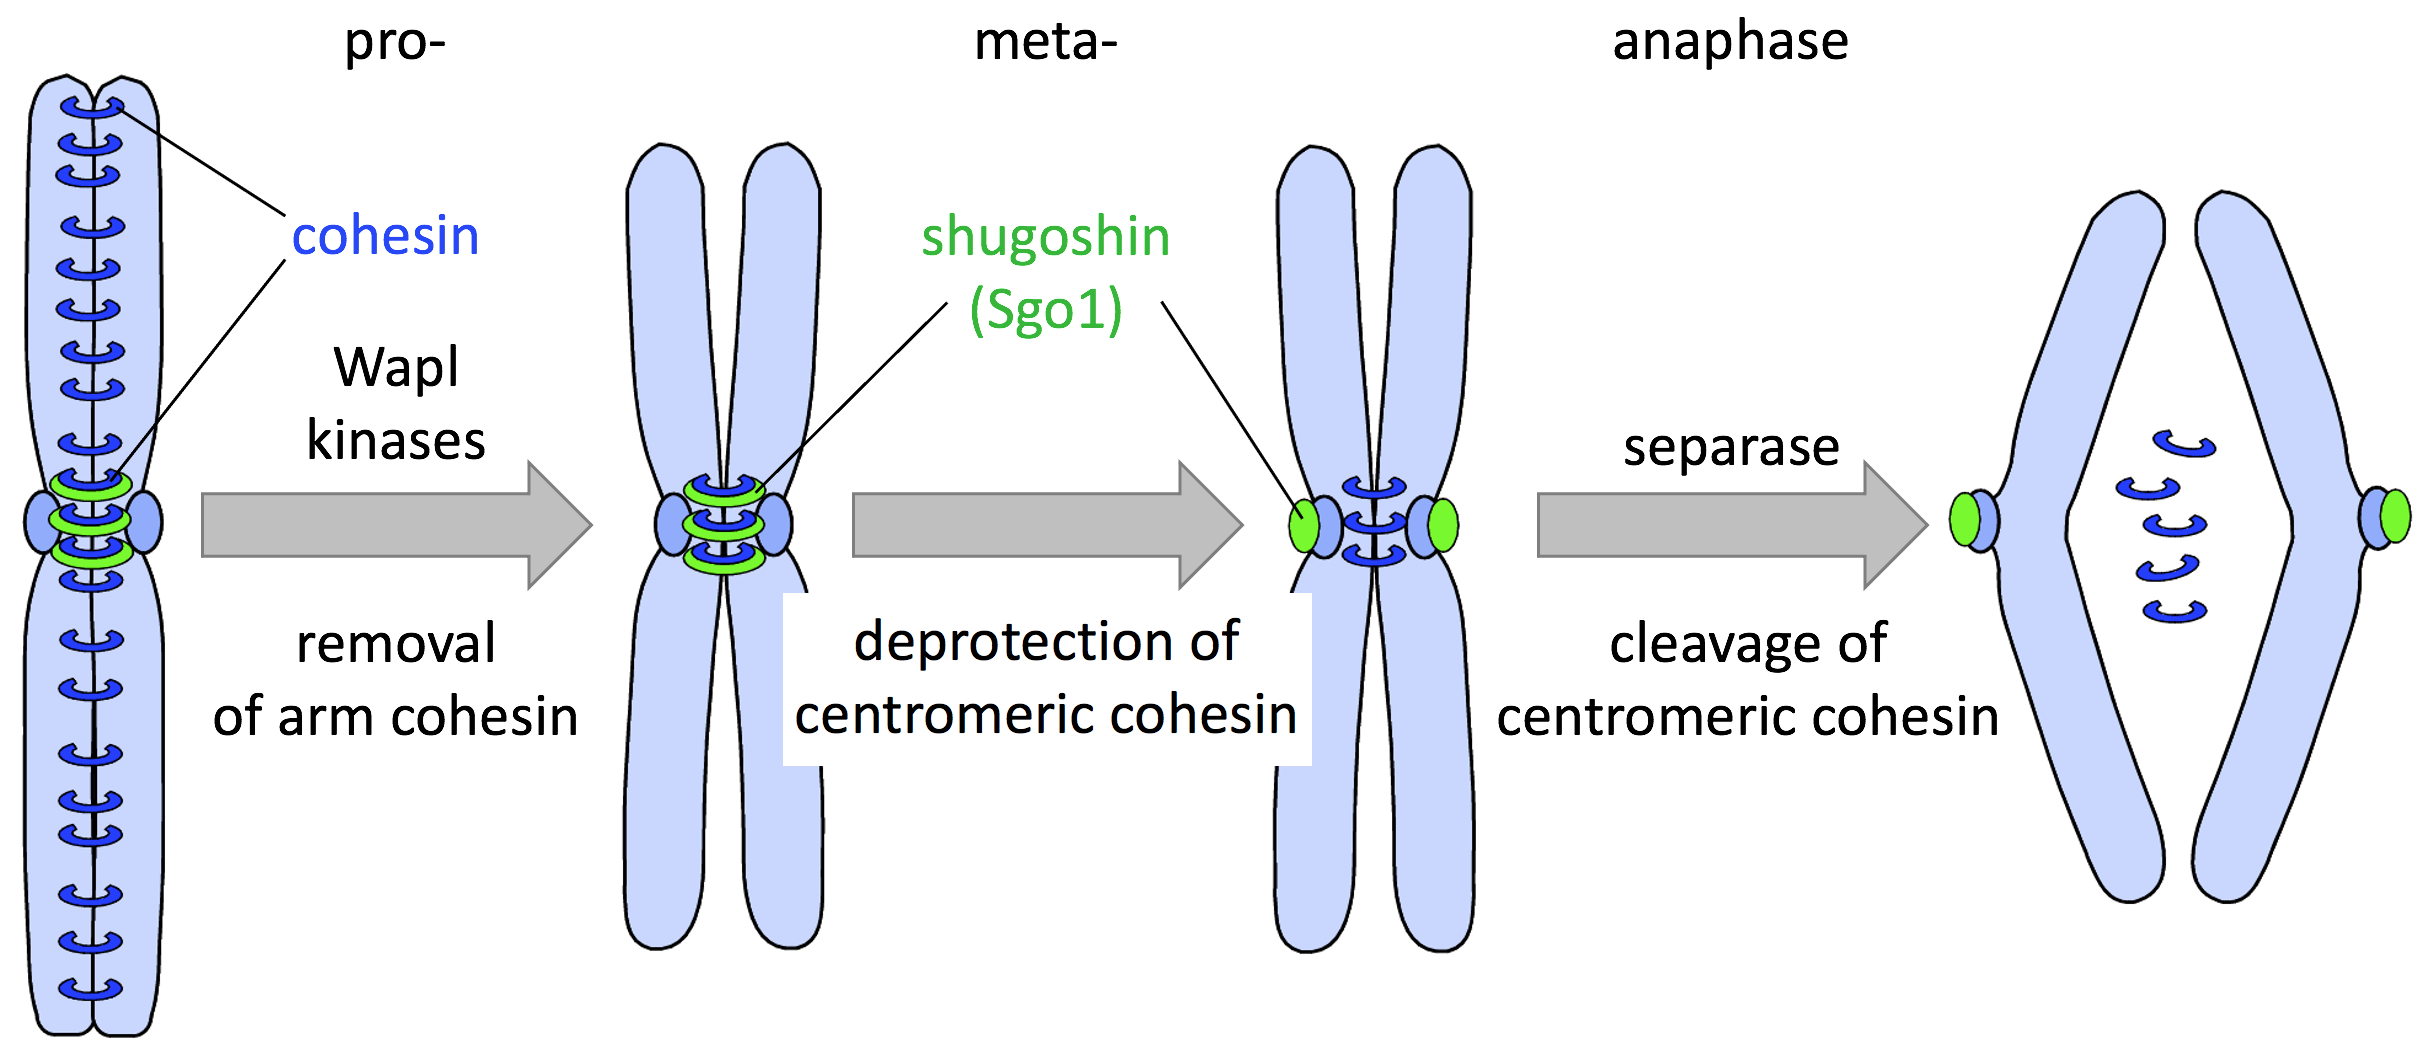 pro-
meta-
anaphase
cohesin
shugoshin
(Sgo1)
Wapl
kinases
separase
removal
of arm cohesin
deprotection of
centromeric cohesin
cleavage of
centromeric cohesin